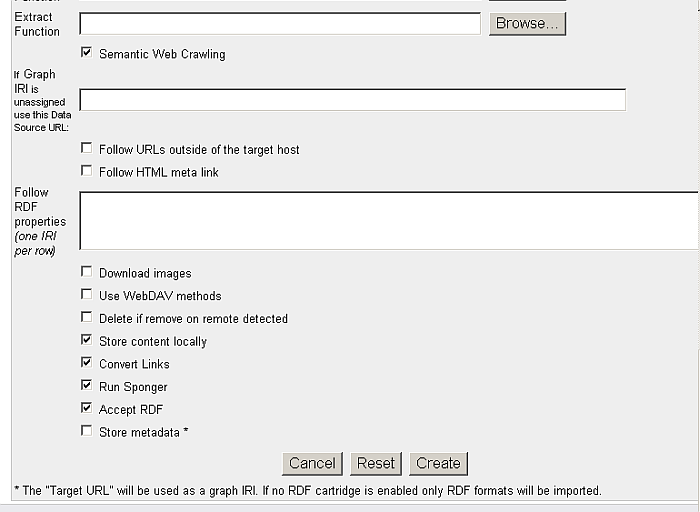 Function
Extract
Function
Browse...
Semantic Web Crawling
If Graph
IRI is
unassigned
use this Data
Source URL:
Follow URLs outside of the target host
Follow HTML meta link
Follow
RDF
properties
(one IRI
per row)
Download images
Use WebDAV methods
Delete if remove on remote detected
Store content locally
Convert Links
Run Sponger
Accept RDF
Store metadata *
Cancel Reset Create
* The "Target URL" will be used as a graph IRI. If no RDF cartridge is enabled only RDF formats will be imported.